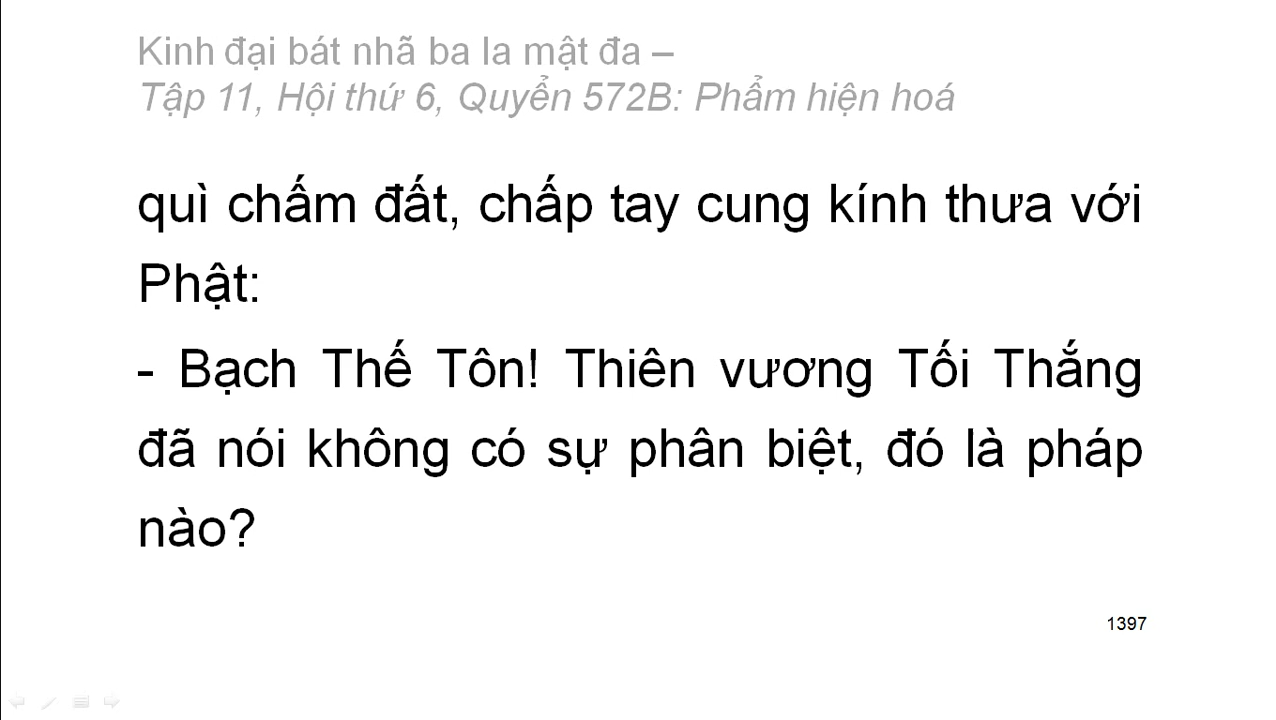 Kinh đại bát nhã ba la mật đa –
Tập 11, Hội thứ 6, Quyển 572B: Phẩm hiện hoá
quì chấm đất, chấp tay cung kính thưa với
Phật:
- Bạch Thế Tôn! Thiên vương Tối Thắng
đã nói không có sự phân biệt, đó là pháp
nào?
1397